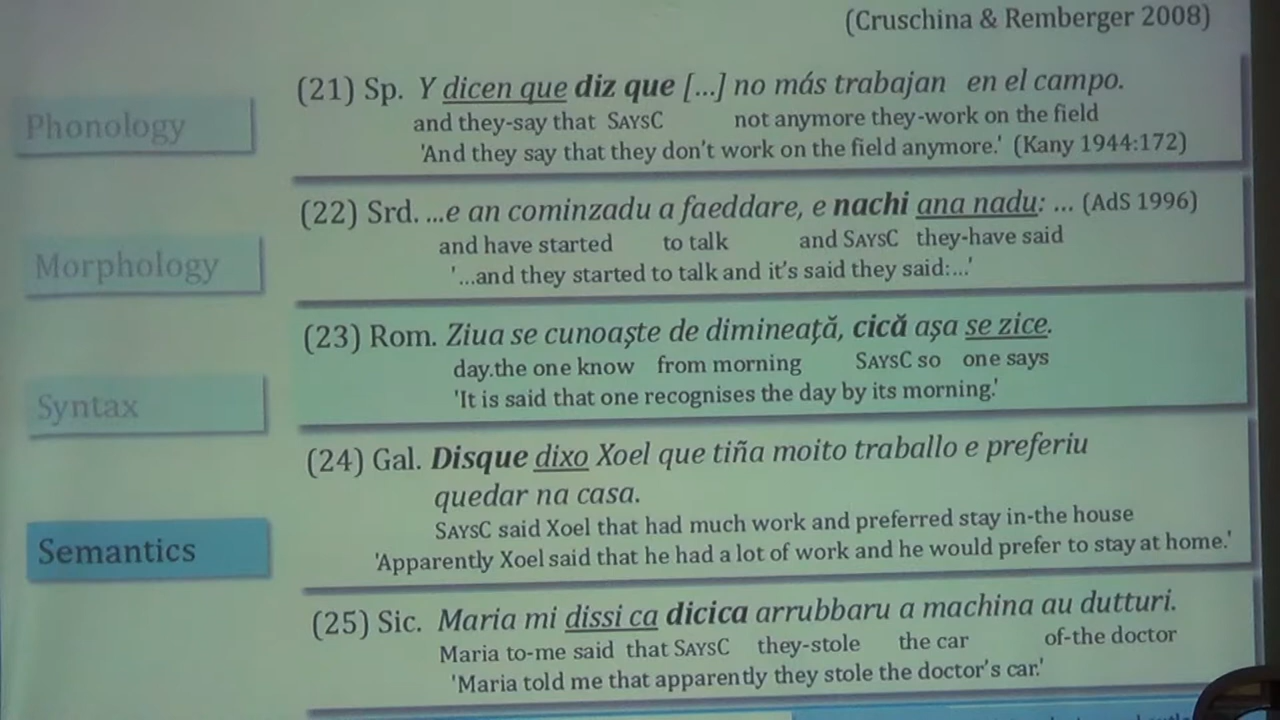 (Cruschina & Remberger 2008)
Phonology
Morphology
Syntax
Semantics
(21) Sp. Y dicen que diz que [...] no más trabajan en el campo.
and they-say that SAYSC not anymore they-work on the field
'And they say that they don't work on the field anymore.' (Kany 1944:172)
(22) Srd. ...e an cominzadu a faeddare, e nachi ana nadu: ... (AdS 1996)
and have started to talk and SAYSC they-have said
'...and they started to talk and it's said they said:...'
(23) Rom. Ziua se cunoaşte de dimineaţă, cică aşa se zice.
day.the one know from morning SAYSC so one says
'It is said that one recognises the day by its morning.'
(24) Gal. Disque dixo Xoel que tiña moito traballo e preferiu
quedar na casa.
SAYSC said Xoel that had much work and preferred stay in-the house
'Apparently Xoel said that he had a lot of work and he would prefer to stay at home.'
(25) Sic. Maria mi dissi ca dicica arrubbaru a machina au dutturi.
Maria to-me said that SAYSC they-stole the car of-the doctor
'Maria told me that apparently they stole the doctor's car.'